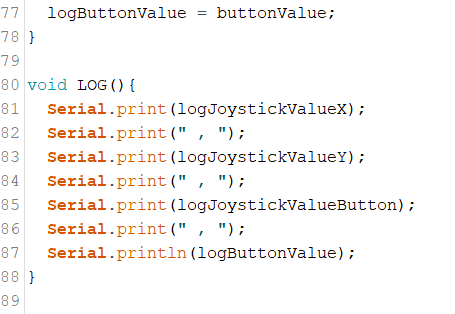 77   logButtonValue = buttonValue;
78 }
79
80 void LOG(){
81   Serial.print(logJoystickValueX);
82   Serial.print(" , ");
83   Serial.print(logJoystickValueY);
84   Serial.print(" , ");
85   Serial.print(logJoystickValueButton);
86   Serial.print(" , ");
87   Serial.println(logButtonValue);
88 }
89